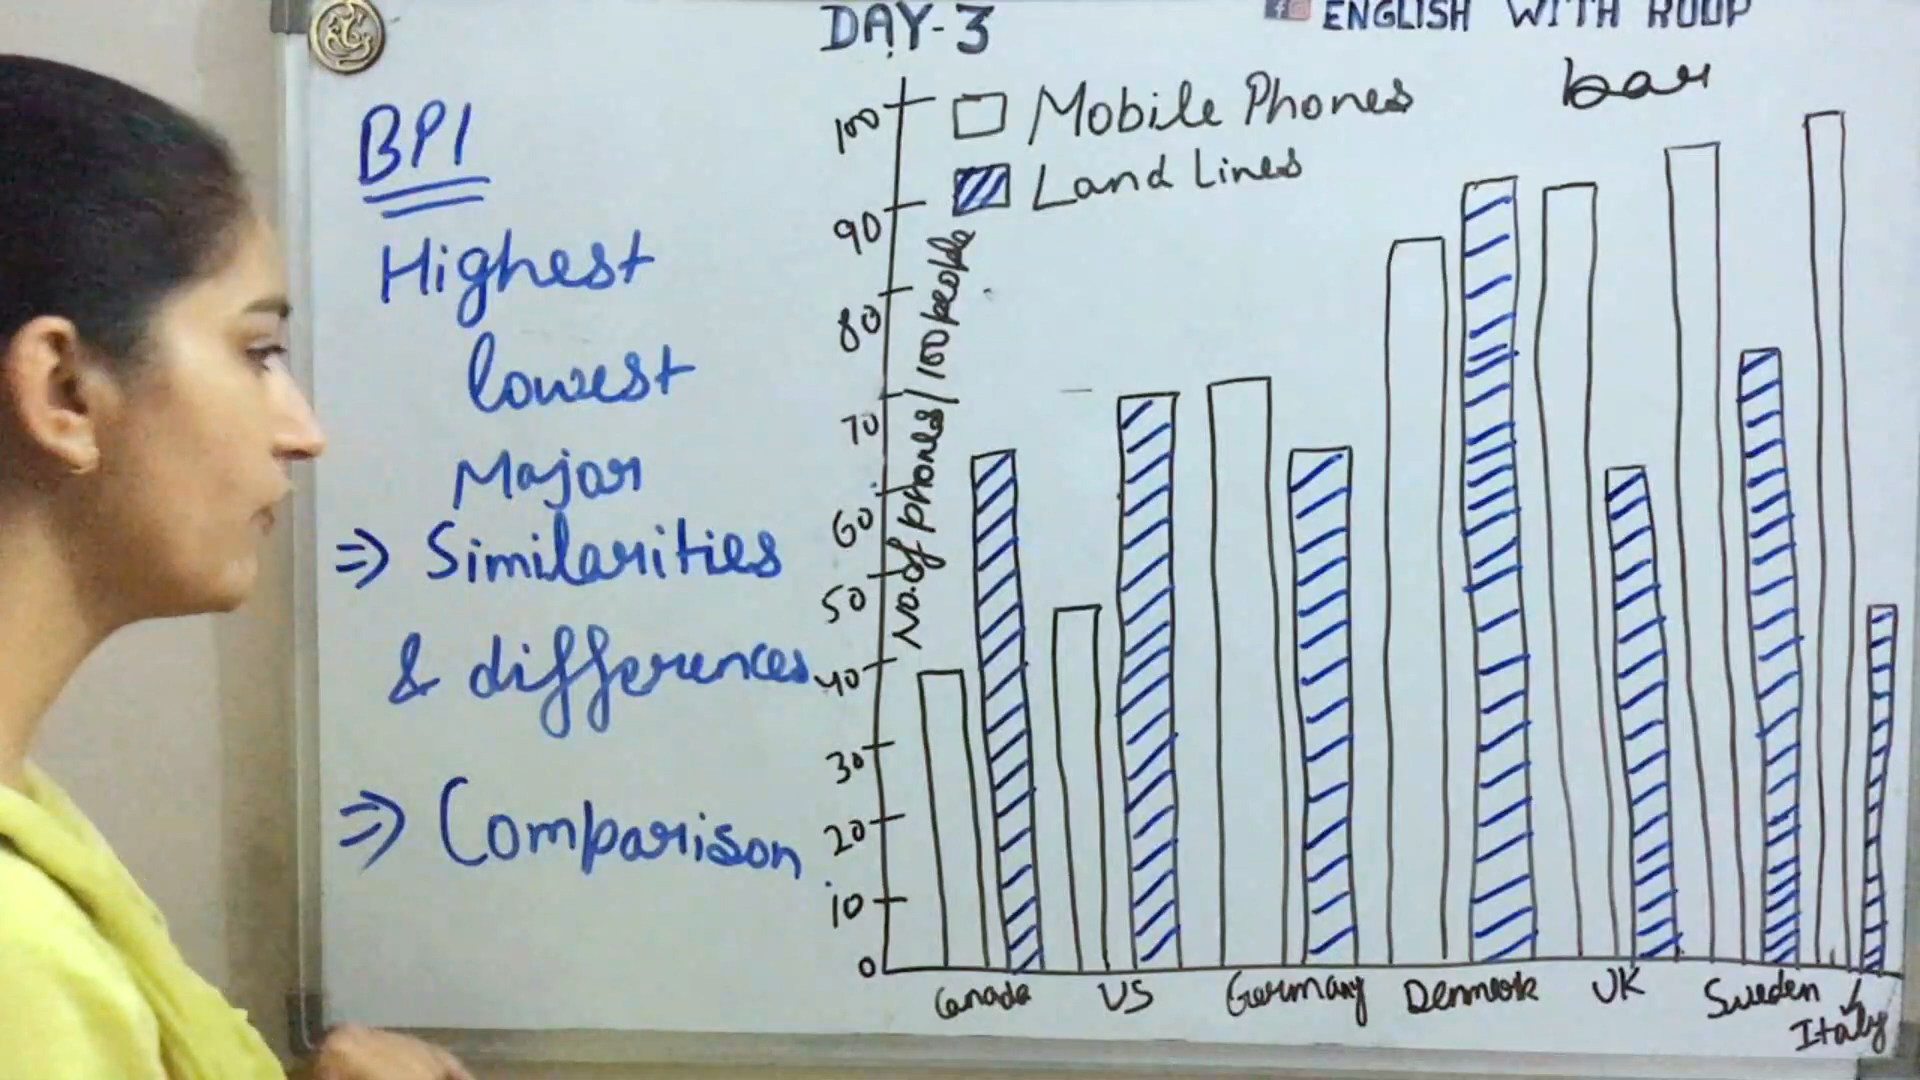 DAY-3
ENGLISH WITH ROOP
bar
BPI
Highest
lowest
Major
⇒ Similarities
& differences
⇒ Comparison
Mobile Phones
Land Lines
No. of phones/100 people
100
90
80
70
60
50
40
30
20
10
0
Canada US Germany Denmark UK Sweden
Italy